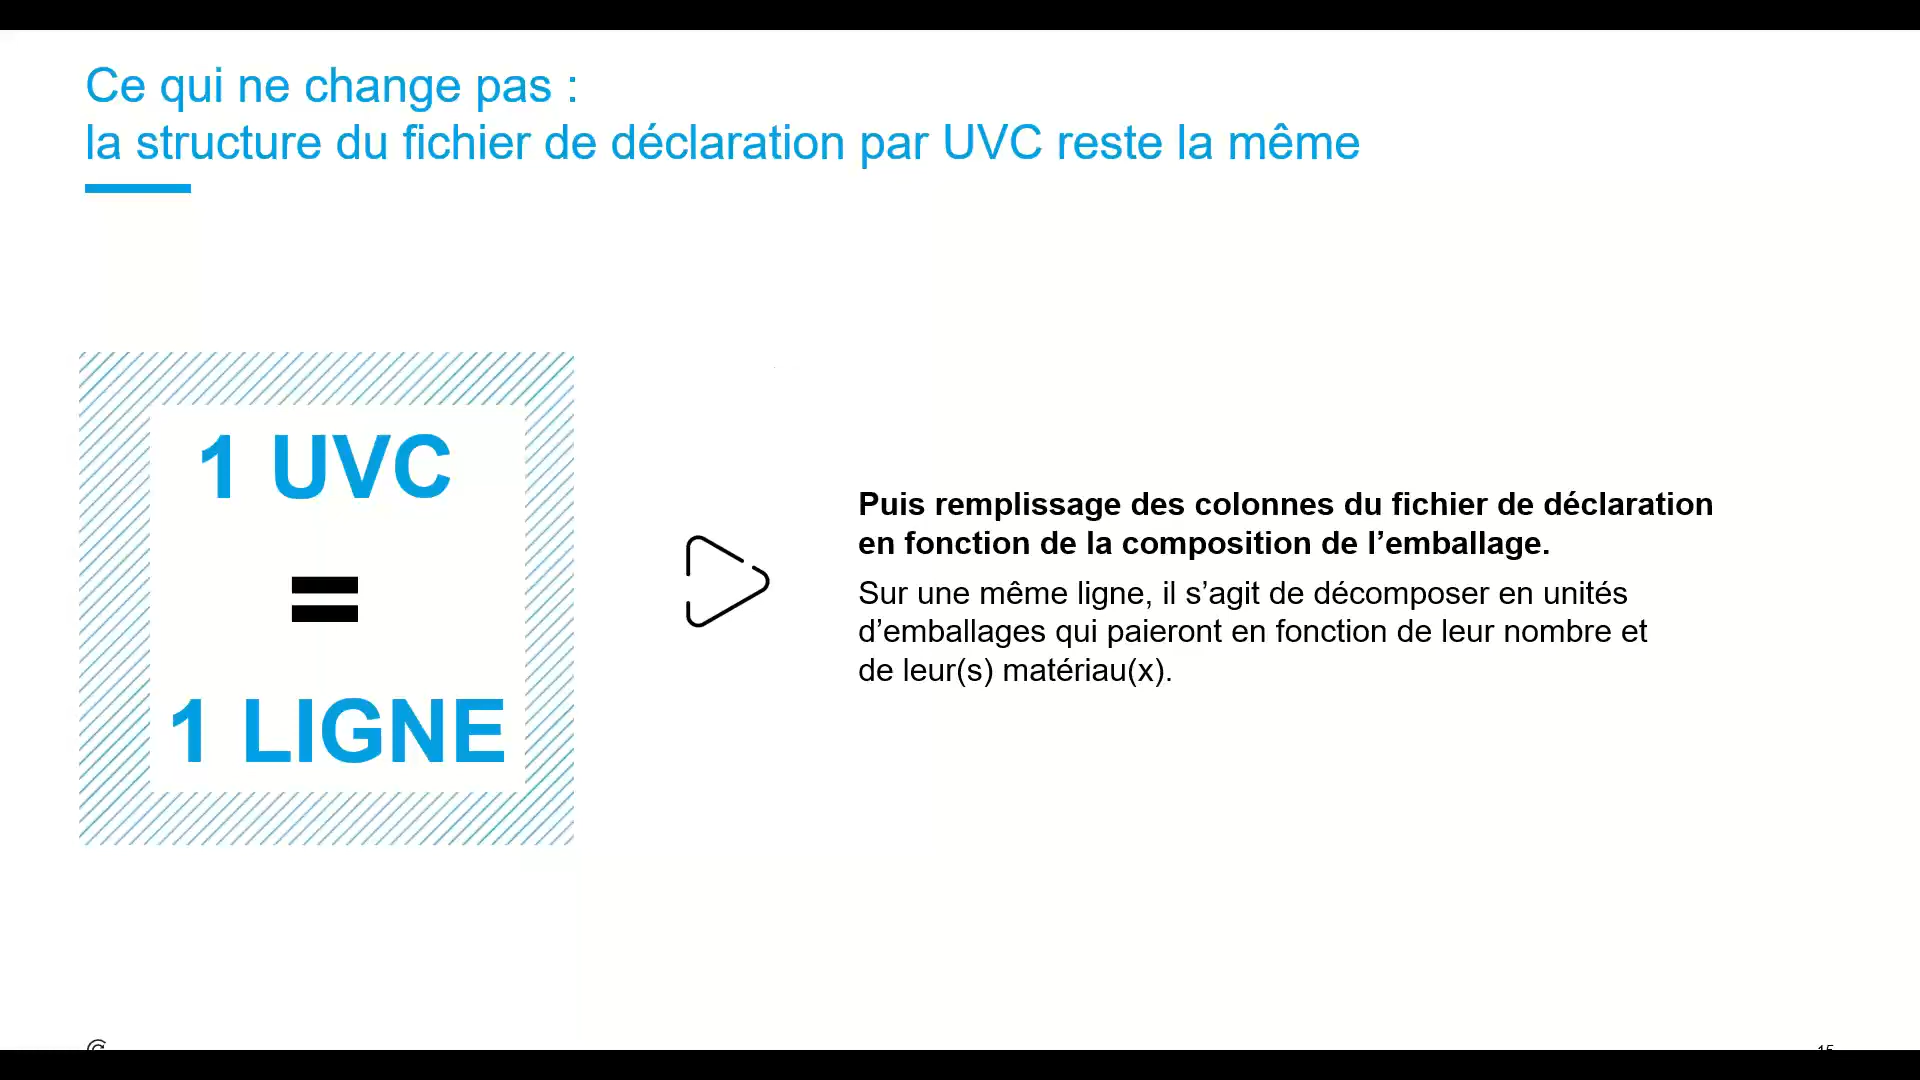 Ce qui ne change pas :
la structure du fichier de déclaration par UVC reste la même
1 UVC
=
1 LIGNE
Puis remplissage des colonnes du fichier de déclaration
en fonction de la composition de l’emballage.
Sur une même ligne, il s’agit de décomposer en unités
d’emballages qui paieront en fonction de leur nombre et
de leur(s) matériau(x).